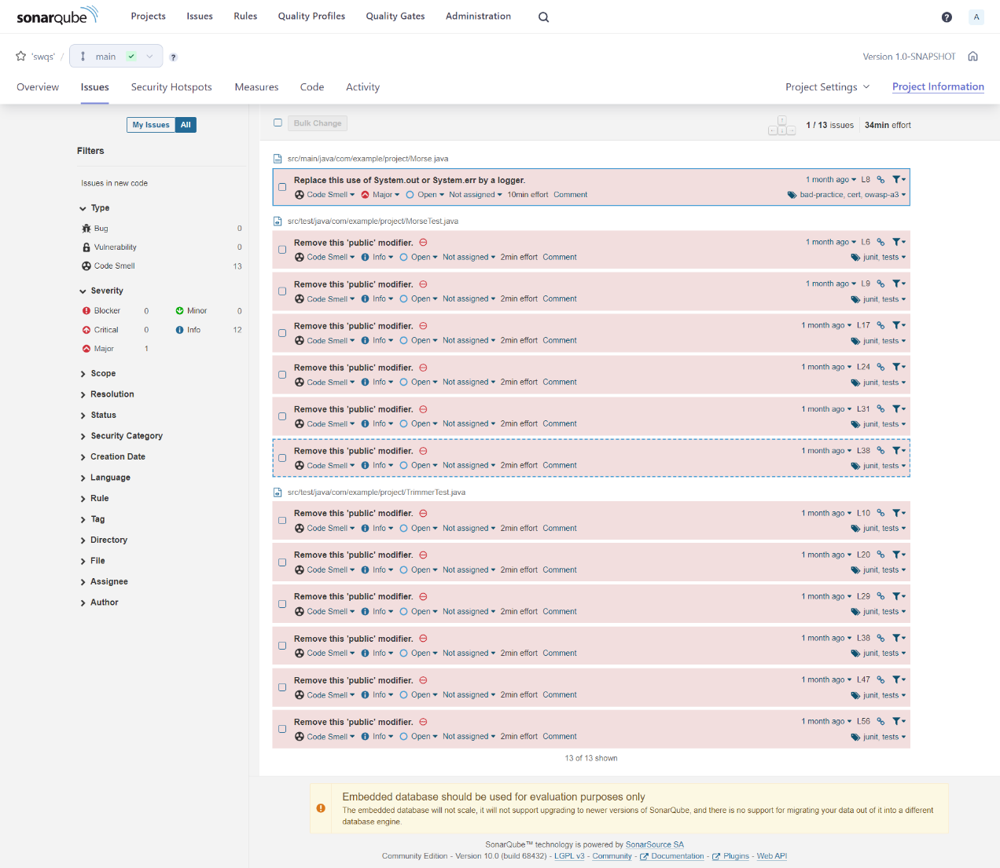 sonarqube Projects Issues Rules Quality Profiles Quality Gates Administration ? A
'swqs' / main ? Version 1.0-SNAPSHOT
Overview Issues Security Hotspots Measures Code Activity Project Settings Project Information
My Issues All
Filters
Issues in new code
Type
Bug 0
Vulnerability 0
Code Smell 13
Severity
Blocker 0 Minor 0
Critical 0 Info 12
Major 1
Scope
Resolution
Status
Security Category
Creation Date
Language
Rule
Tag
Directory
File
Assignee
Author
Bulk Change 1 / 13 issues 34min effort
src/main/java/com/example/project/Morse.java
Replace this use of System.out or System.err by a logger. 1 month ago L8
Code Smell Major Open Not assigned 10min effort Comment bad-practice, cert, owasp-a3
src/test/java/com/example/project/MorseTest.java
Remove this 'public' modifier. 1 month ago L6
Code Smell Info Open Not assigned 2min effort Comment junit, tests
Remove this 'public' modifier. 1 month ago L9
Code Smell Info Open Not assigned 2min effort Comment junit, tests
Remove this 'public' modifier. 1 month ago L17
Code Smell Info Open Not assigned 2min effort Comment junit, tests
Remove this 'public' modifier. 1 month ago L24
Code Smell Info Open Not assigned 2min effort Comment junit, tests
Remove this 'public' modifier. 1 month ago L31
Code Smell Info Open Not assigned 2min effort Comment junit, tests
Remove this 'public' modifier. 1 month ago L38
Code Smell Info Open Not assigned 2min effort Comment junit, tests
src/test/java/com/example/project/TrimmerTest.java
Remove this 'public' modifier. 1 month ago L10
Code Smell Info Open Not assigned 2min effort Comment junit, tests
Remove this 'public' modifier. 1 month ago L20
Code Smell Info Open Not assigned 2min effort Comment junit, tests
Remove this 'public' modifier. 1 month ago L29
Code Smell Info Open Not assigned 2min effort Comment junit, tests
Remove this 'public' modifier. 1 month ago L38
Code Smell Info Open Not assigned 2min effort Comment junit, tests
Remove this 'public' modifier. 1 month ago L47
Code Smell Info Open Not assigned 2min effort Comment junit, tests
Remove this 'public' modifier. 1 month ago L56
Code Smell Info Open Not assigned 2min effort Comment junit, tests
13 of 13 shown
Embedded database should be used for evaluation purposes only
The embedded database will not scale, it will not support upgrading to newer versions of SonarQube, and there is no support for migrating your data out of it into a different
database engine.
SonarQube™ technology is powered by SonarSource SA
Community Edition - Version 10.0 (build 68432) - LGPL v3 - Community - Documentation - Plugins - Web API